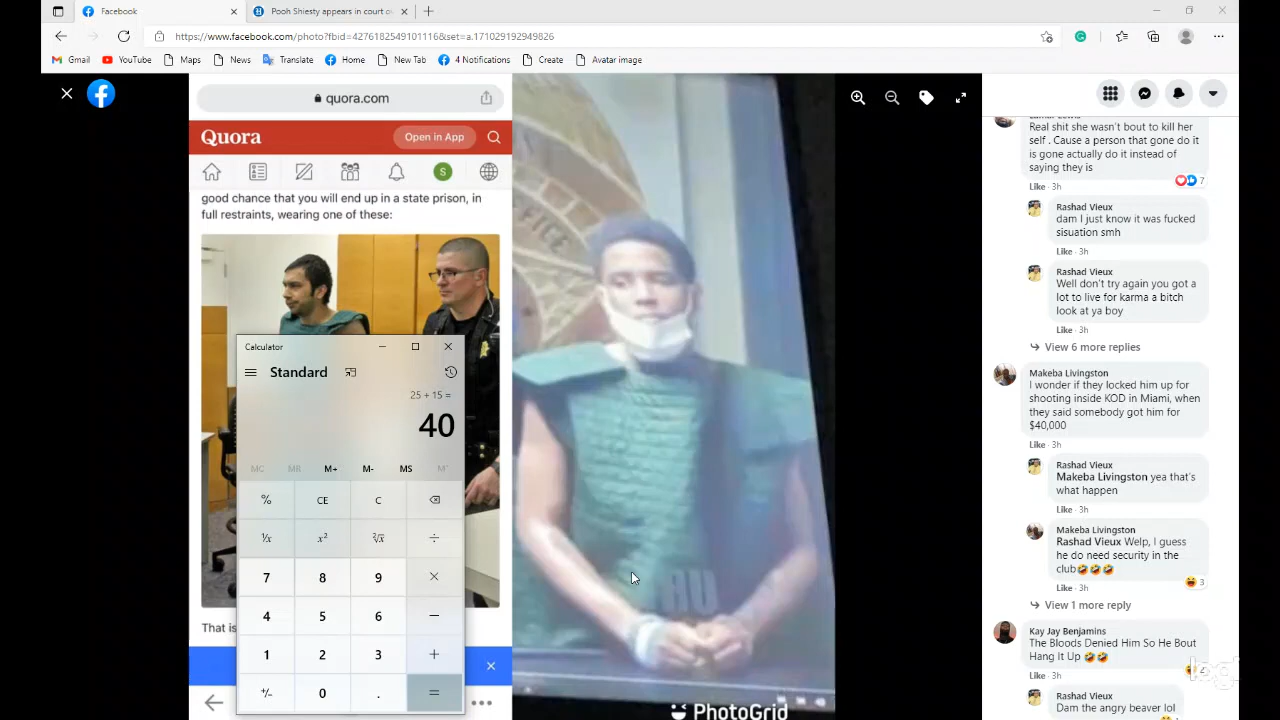 Facebook
Pooh Shiesty appears in court o
https://www.facebook.com/photo?fbid=4276182549101116&set=a.171029192949826
Gmail YouTube Maps News Translate Home New Tab 4 Notifications Create Avatar image
quora.com
Quora
Open in App
S
good chance that you will end up in a state prison, in
full restraints, wearing one of these:
FICE
Calculator
Standard
25 + 15 =
40
MC MR M+ M- MS
% CE C
7 8 9 ×
4 5 6 −
1 2 3 +
+/- 0 . =
That is
PhotoGrid
Real shit she wasn't bout to kill her
self . Cause a person that gone do it
is gone actually do it instead of
saying they is
7
Like · 3h
Rashad Vieux
dam I just know it was fucked
sisuation smh
Like · 3h
Rashad Vieux
Well don't try again you got a
lot to live for karma a bitch
look at ya boy
Like · 3h
View 6 more replies
Makeba Livingston
I wonder if they locked him up for
shooting inside KOD in Miami, when
they said somebody got him for
$40,000
Like · 3h
Rashad Vieux
Makeba Livingston yea that's
what happen
Like · 3h
Makeba Livingston
Rashad Vieux Welp, I guess
he do need security in the
club🤣🤣🤣
3
Like · 3h
View 1 more reply
Kay Jay Benjamins
The Bloods Denied Him So He Bout
Hang It Up 🤣🤣
Like · 3h
Rashad Vieux
Dam the angry beaver lol